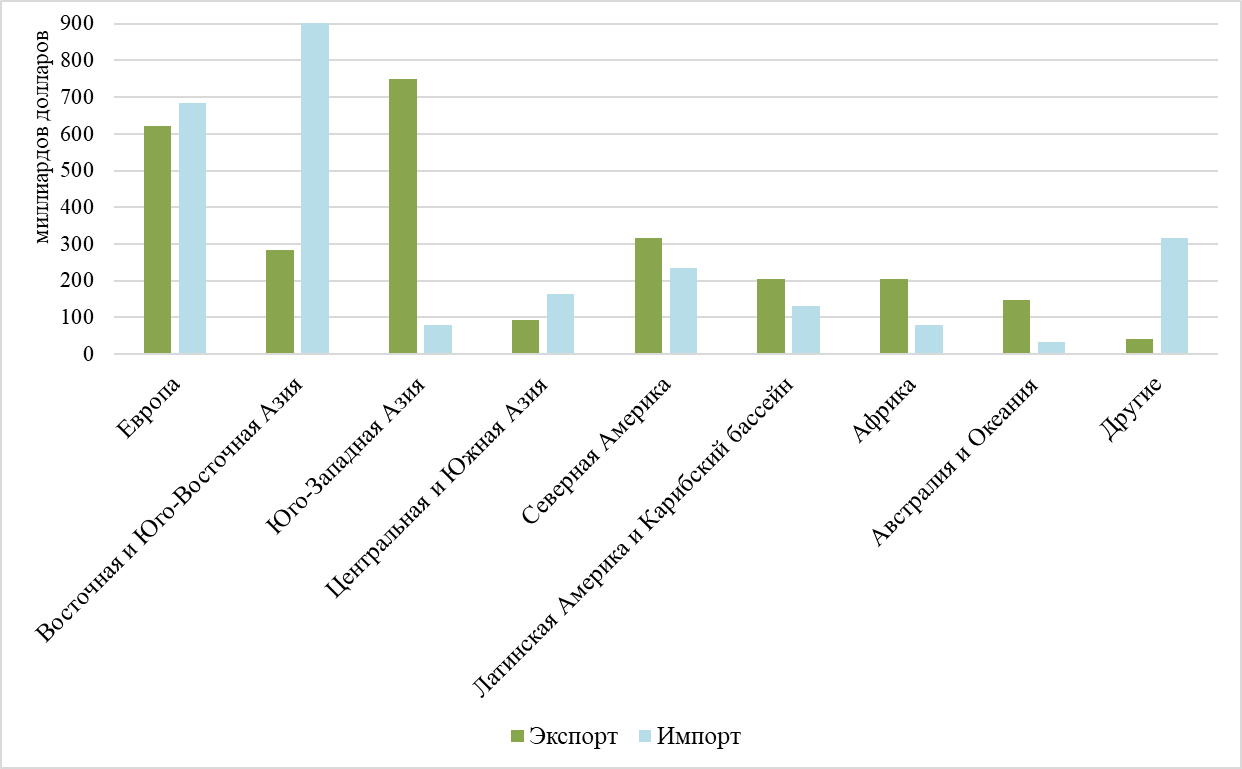 миллиардов долларов
900
800
700
600
500
400
300
200
100
0
Европа
Восточная и Юго-Восточная Азия
Юго-Западная Азия
Центральная и Южная Азия
Северная Америка
Латинская Америка и Карибский бассейн
Африка
Австралия и Океания
Другие
Экспорт Импорт